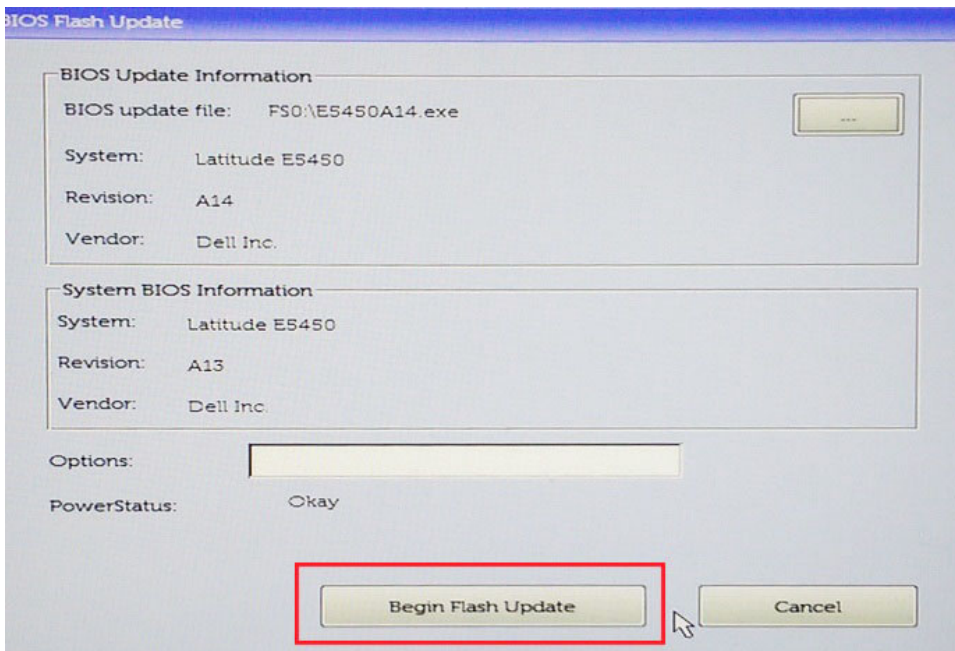 BIOS Flash Update
BIOS Update Information
BIOS update file: FS0:\E5450A14.exe
...
System: Latitude E5450
Revision: A14
Vendor: Dell Inc.
System BIOS Information
System: Latitude E5450
Revision: A13
Vendor: Dell Inc.
Options:
PowerStatus: Okay
Begin Flash Update
Cancel